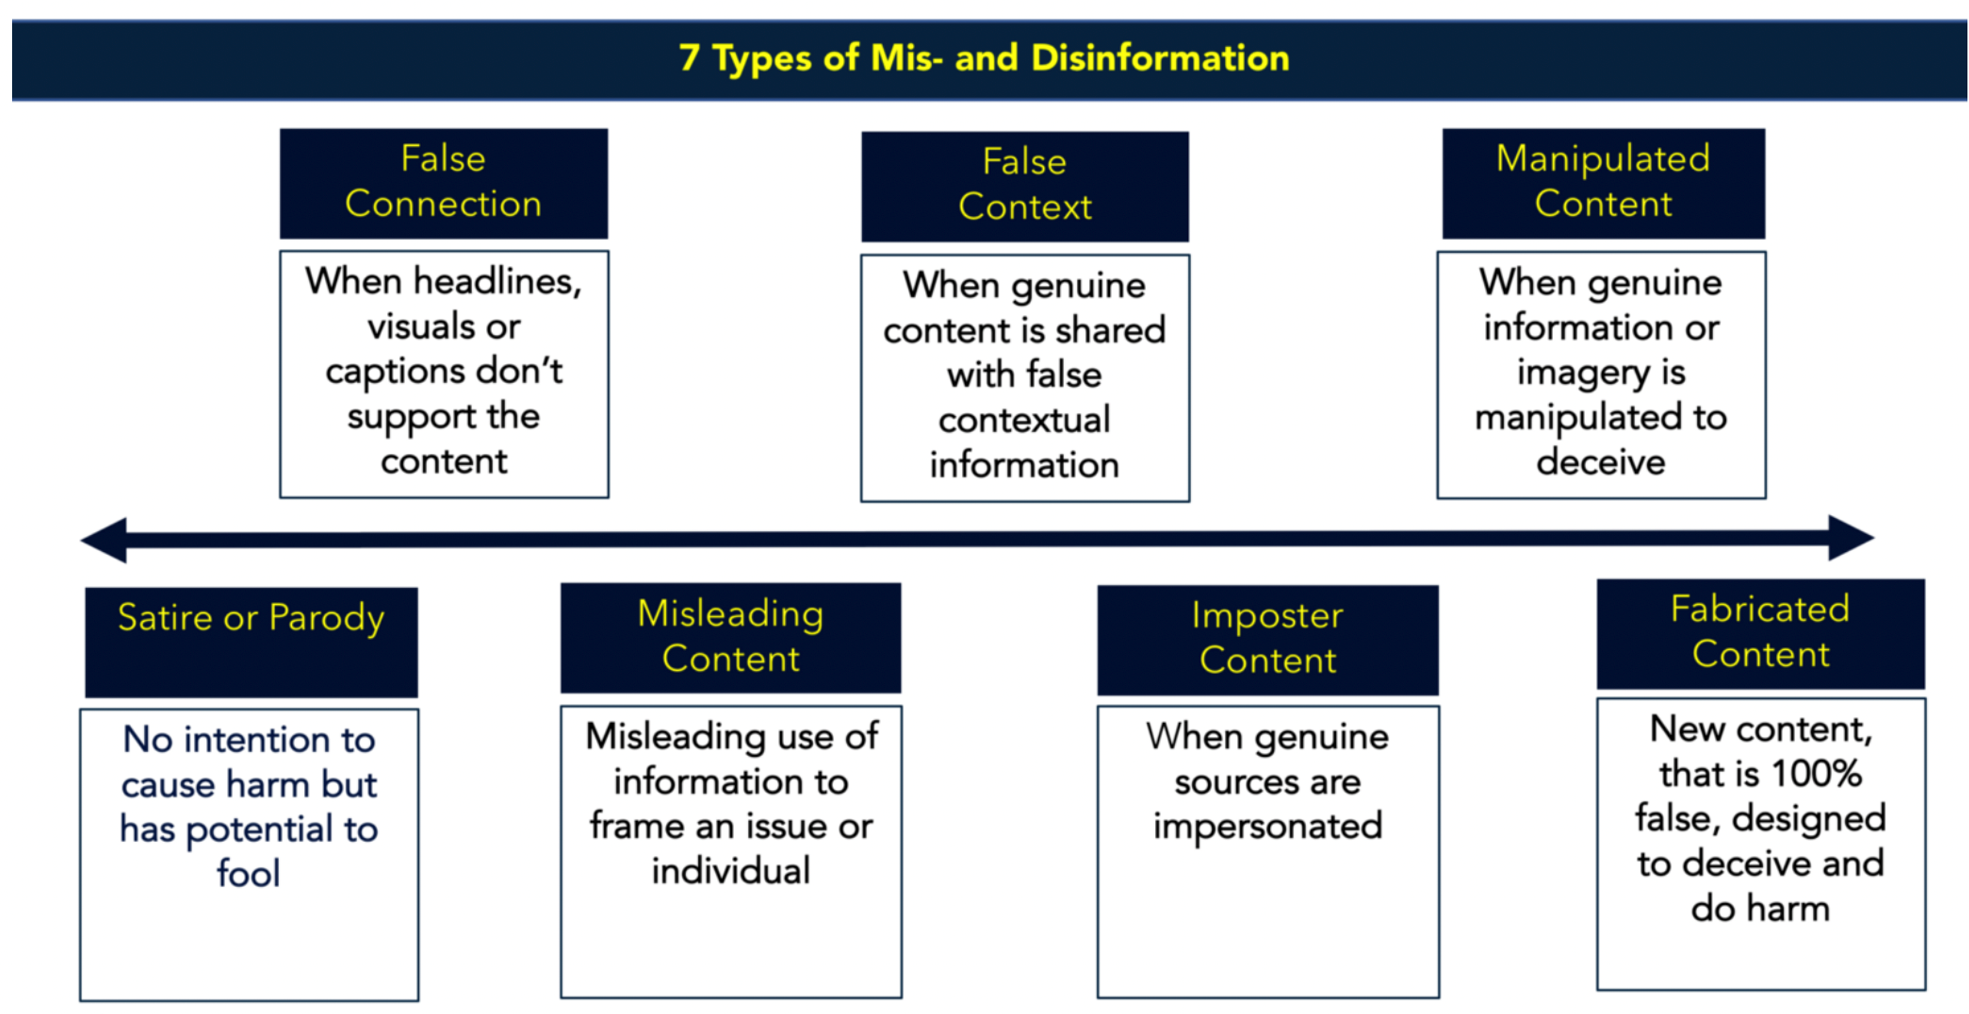 7 Types of Mis- and Disinformation
False
Connection
When headlines,
visuals or
captions don’t
support the
content
False
Context
When genuine
content is shared
with false
contextual
information
Manipulated
Content
When genuine
information or
imagery is
manipulated to
deceive
Satire or Parody
No intention to
cause harm but
has potential to
fool
Misleading
Content
Misleading use of
information to
frame an issue or
individual
Imposter
Content
When genuine
sources are
impersonated
Fabricated
Content
New content,
that is 100%
false, designed
to deceive and
do harm